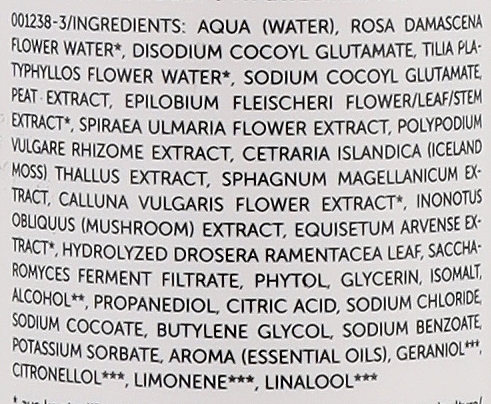 001238-3/INGREDIENTS: AQUA (WATER), ROSA DAMASCENA
FLOWER WATER*, DISODIUM COCOYL GLUTAMATE, TILIA PLA-
TYPHYLLOS FLOWER WATER*, SODIUM COCOYL GLUTAMATE,
PEAT EXTRACT, EPILOBIUM FLEISCHERI FLOWER/LEAF/STEM
EXTRACT*, SPIRAEA ULMARIA FLOWER EXTRACT, POLYPODIUM
VULGARE RHIZOME EXTRACT, CETRARIA ISLANDICA (ICELAND
MOSS) THALLUS EXTRACT, SPHAGNUM MAGELLANICUM EX-
TRACT, CALLUNA VULGARIS FLOWER EXTRACT*, INONOTUS
OBLIQUUS (MUSHROOM) EXTRACT, EQUISETUM ARVENSE EX-
TRACT*, HYDROLYZED DROSERA RAMENTACEA LEAF, SACCHA-
ROMYCES FERMENT FILTRATE, PHYTOL, GLYCERIN, ISOMALT,
ALCOHOL**, PROPANEDIOL, CITRIC ACID, SODIUM CHLORIDE,
SODIUM COCOATE, BUTYLENE GLYCOL, SODIUM BENZOATE,
POTASSIUM SORBATE, AROMA (ESSENTIAL OILS), GERANIOL***,
CITRONELLOL***, LIMONENE***, LINALOOL***